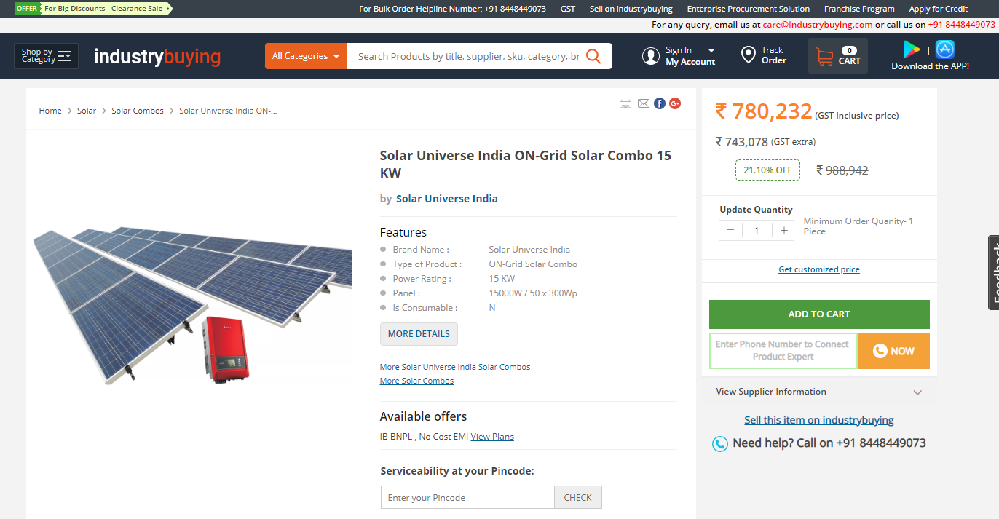 OFFER For Big Discounts - Clearance Sale
For Bulk Order Helpline Number: +91 8448449073 GST Sell on industrybuying Enterprise Procurement Solution Franchise Program Apply for Credit
For any query, email us at care@industrybuying.com or call us on +91 8448449073
Shop by
Category
industrybuying
All Categories
Search Products by title, supplier, sku, category, br
Sign In
My Account
Track
Order
0
CART
Download the APP!
Home > Solar > Solar Combos > Solar Universe India ON-...
Solar Universe India ON-Grid Solar Combo 15
KW
by Solar Universe India
Features
Brand Name : Solar Universe India
Type of Product : ON-Grid Solar Combo
Power Rating : 15 KW
Panel : 15000W / 50 x 300Wp
Is Consumable : N
MORE DETAILS
More Solar Universe India Solar Combos
More Solar Combos
Available offers
IB BNPL , No Cost EMI View Plans
Serviceability at your Pincode:
Enter your Pincode CHECK
₹ 780,232 (GST inclusive price)
₹ 743,078 (GST extra)
21.10% OFF ₹ 988,942
Update Quantity
1
Minimum Order Quanity- 1
Piece
Get customized price
ADD TO CART
Enter Phone Number to Connect
Product Expert
NOW
View Supplier Information
Sell this item on industrybuying
Need help? Call on +91 8448449073
Feedback